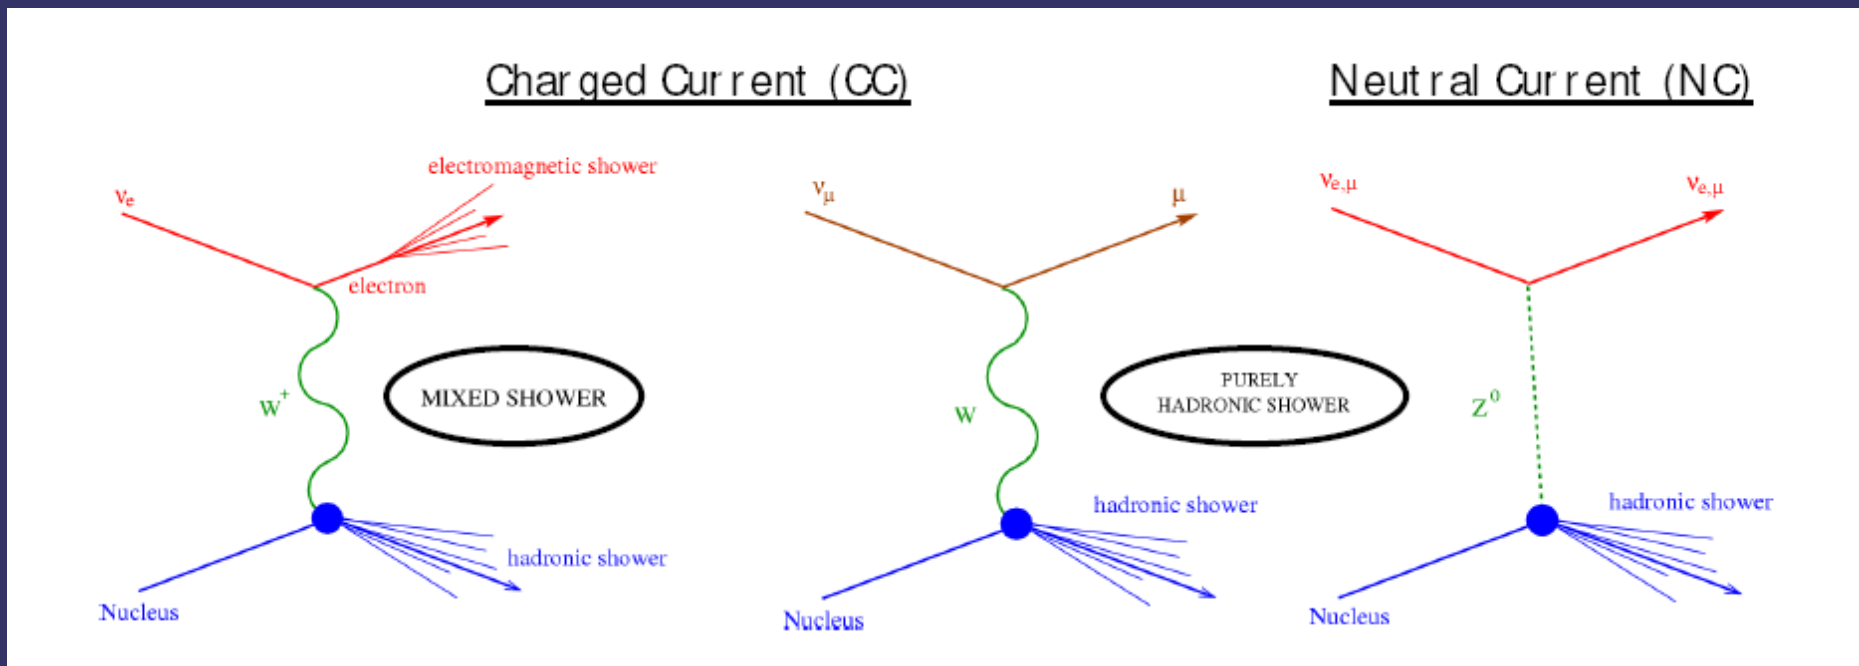 Charged Current (CC)
Neutral Current (NC)
electromagnetic shower
νe
electron
W+
MIXED SHOWER
hadronic shower
Nucleus
νμ
μ
W
PURELY
HADRONIC SHOWER
hadronic shower
Nucleus
νe,μ
νe,μ
Z0
hadronic shower
Nucleus